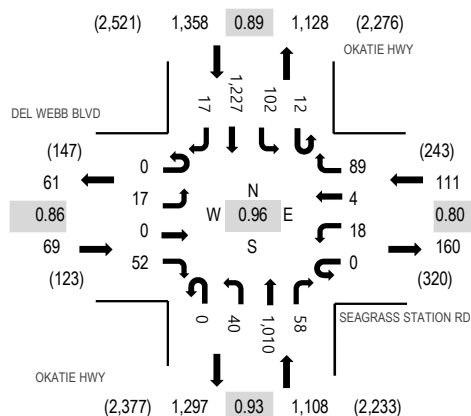 (2,521) 1,358 0.89 1,128 (2,276)
OKATIE HWY
17 1,227 102 12
DEL WEBB BLVD
(147) 0 89 (243)
61 17 N 4 111
0.86 0 W 0.96 E 18 0.80
69 52 S 0 160
(123) (320)
0 40 1,010 58
SEAGRASS STATION RD
OKATIE HWY
(2,377) 1,297 0.93 1,108 (2,233)